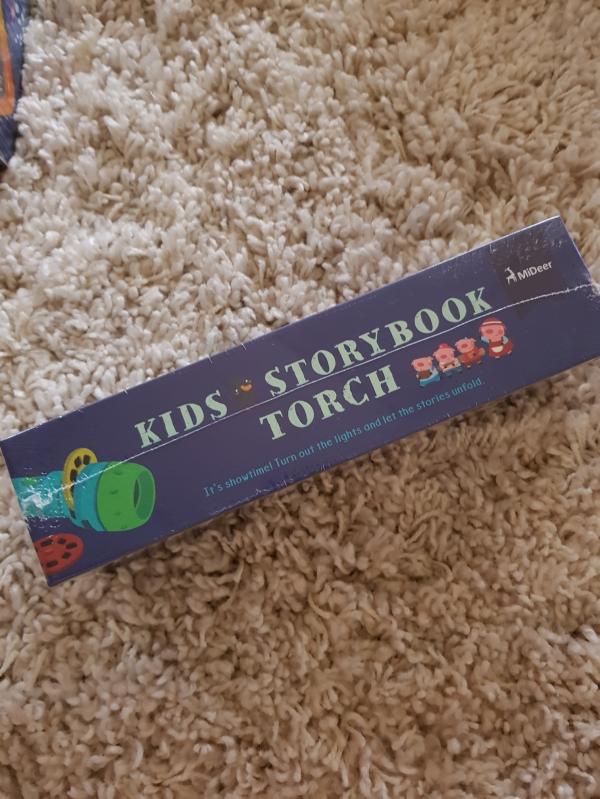 MiDeer
KIDS STORYBOOK
TORCH
It's showtime! Turn out the lights and let the stories unfold.